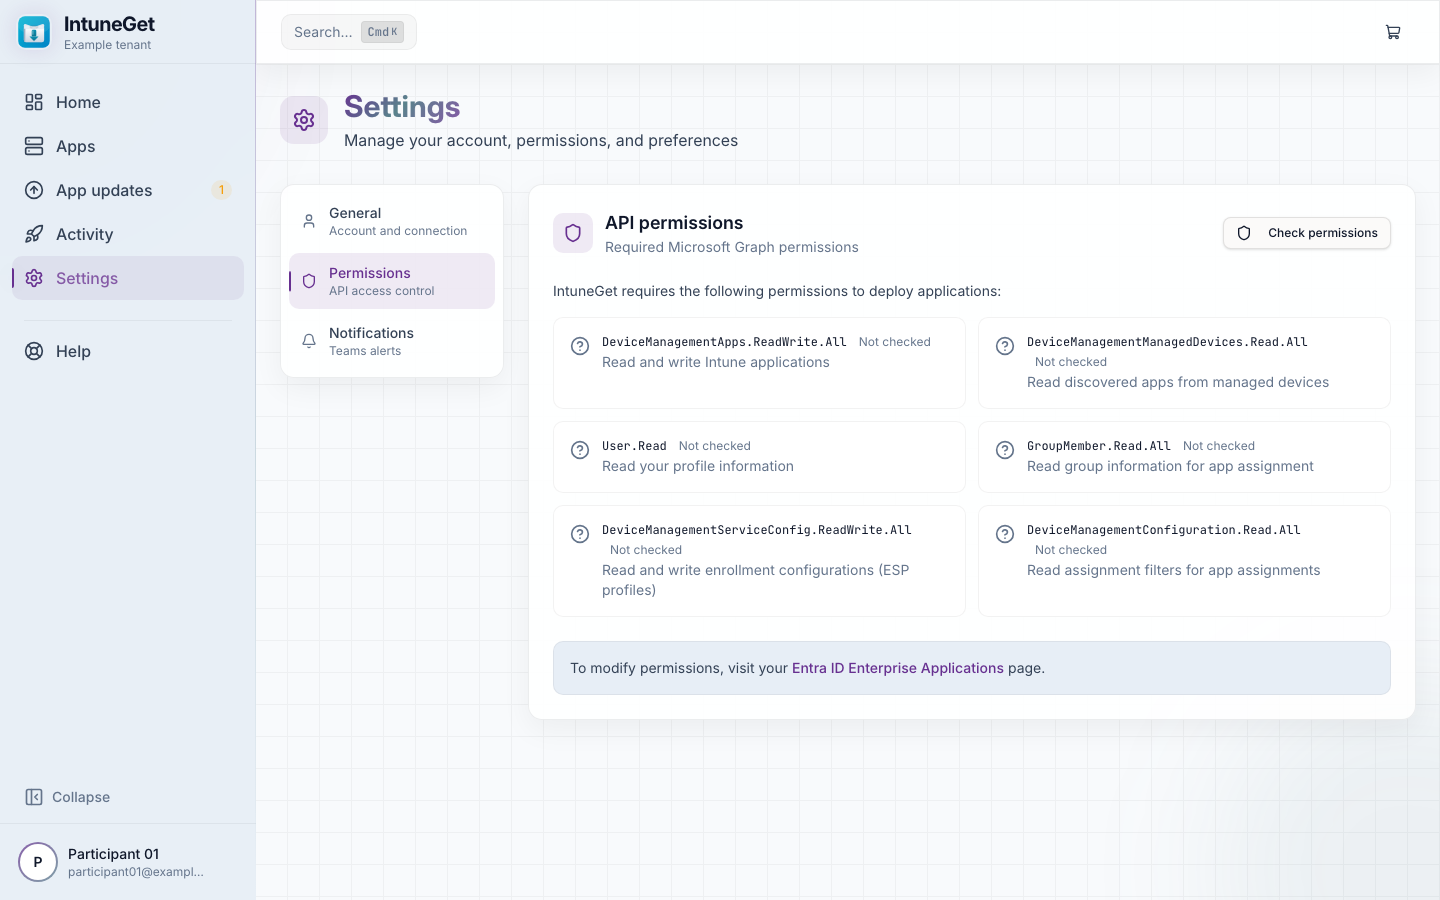 IntuneGet
Example tenant
Search... Cmd K
Home
Apps
App updates 1
Activity
Settings
Help
Collapse
P
Participant 01
participant01@exampl...
Settings
Manage your account, permissions, and preferences
General
Account and connection
Permissions
API access control
Notifications
Teams alerts
API permissions
Required Microsoft Graph permissions
Check permissions
IntuneGet requires the following permissions to deploy applications:
DeviceManagementApps.ReadWrite.All Not checked
Read and write Intune applications
DeviceManagementManagedDevices.Read.All
Not checked
Read discovered apps from managed devices
User.Read Not checked
Read your profile information
GroupMember.Read.All Not checked
Read group information for app assignment
DeviceManagementServiceConfig.ReadWrite.All
Not checked
Read and write enrollment configurations (ESP
profiles)
DeviceManagementConfiguration.Read.All
Not checked
Read assignment filters for app assignments
To modify permissions, visit your Entra ID Enterprise Applications page.